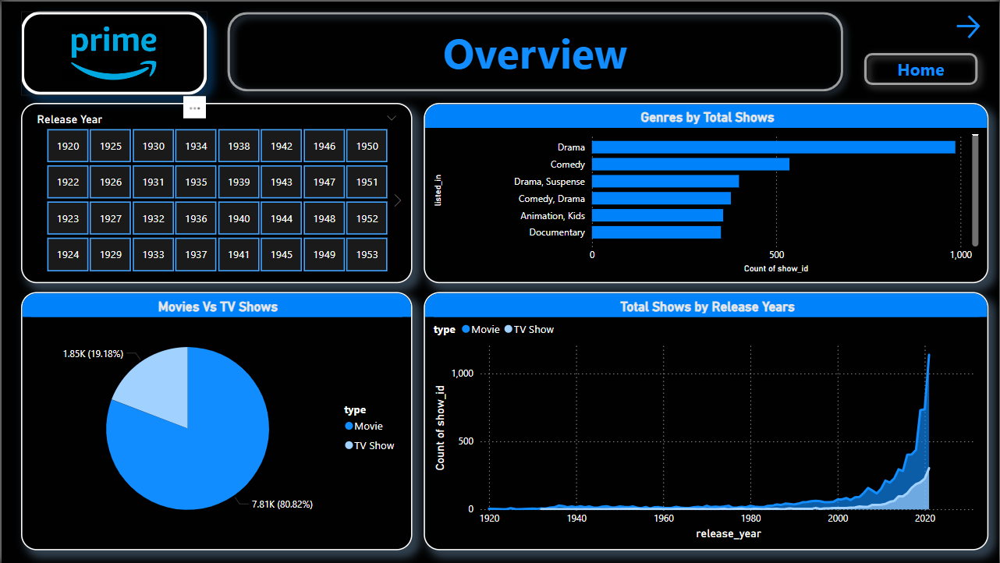 prime
Overview
Home
Release Year
1920 1925 1930 1934 1938 1942 1946 1950
1922 1926 1931 1935 1939 1943 1947 1951
1923 1927 1932 1936 1940 1944 1948 1952
1924 1929 1933 1937 1941 1945 1949 1953
Genres by Total Shows
listed_in
Drama
Comedy
Drama, Suspense
Comedy, Drama
Animation, Kids
Documentary
0 500 1,000
Count of show_id
Movies Vs TV Shows
1.85K (19.18%)
7.81K (80.82%)
type
Movie
TV Show
Total Shows by Release Years
type Movie TV Show
Count of show_id
1,000
500
0
1920 1940 1960 1980 2000 2020
release_year